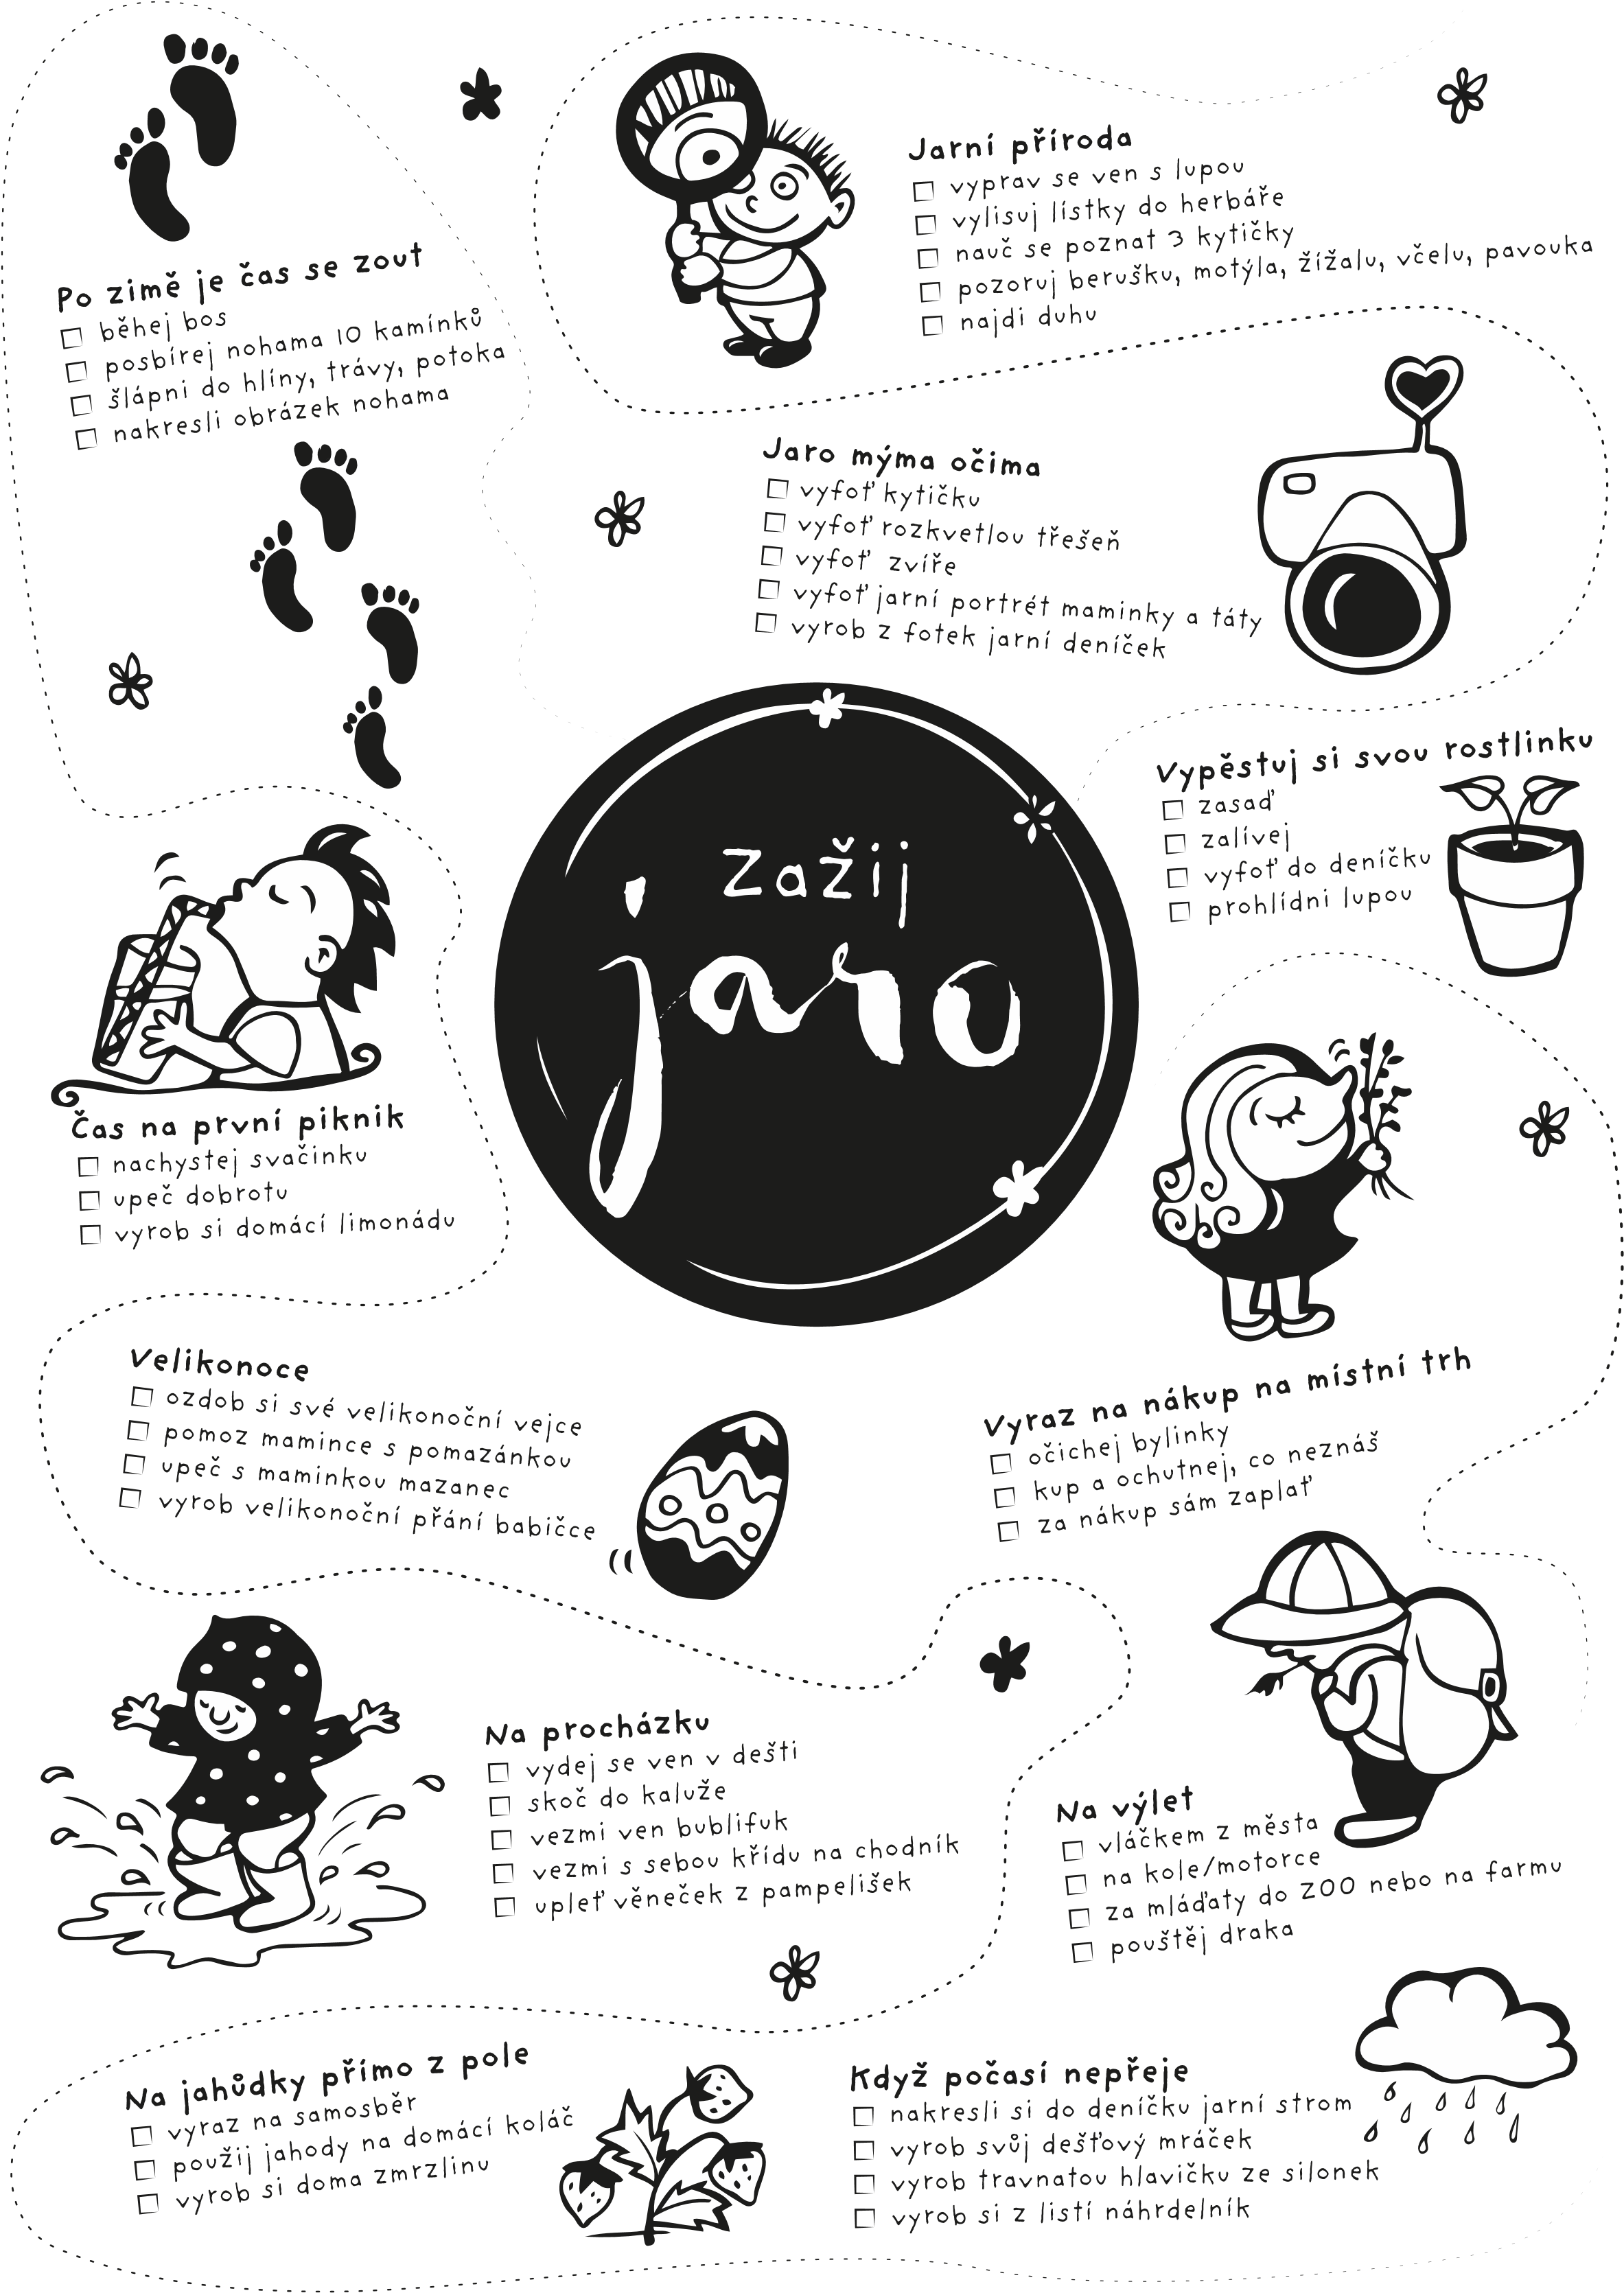 Po zimě je čas se zout
běhej bos
posbírej nohama 10 kamínků
šlápni do hlíny, trávy, potoka
nakresli obrázek nohama
Jarní příroda
vyprav se ven s lupou
vylisuj lístky do herbáře
nauč se poznat 3 kytičky
pozoruj berušku, motýla, žížalu, včelu, pavouka
najdi duhu
Jaro mýma očima
vyfoť kytičku
vyfoť rozkvetlou třešeň
vyfoť zvíře
vyfoť jarní portrét maminky a táty
vyrob z fotek jarní deníček
Vypěstuj si svou rostlinku
zasaď
zalívej
vyfoť do deníčku
prohlídni lupou
Zažij
jaro
Čas na první piknik
nachystej svačinku
upeč dobrotu
vyrob si domácí limonádu
Velikonoce
ozdob si své velikonoční vejce
pomoz mamince s pomazánkou
upeč s maminkou mazanec
vyrob velikonoční přání babičce
Vyraz na nákup na místní trh
očichej bylinky
kup a ochutnej, co neznáš
za nákup sám zaplať
Na procházku
vydej se ven v dešti
skoč do kaluže
vezmi ven bublifuk
vezmi s sebou křídu na chodník
upleť věneček z pampelišek
Na výlet
vláčkem z města
na kole/motorce
za mláďaty do ZOO nebo na farmu
pouštěj draka
Na jahůdky přímo z pole
vyraz na samosběr
použij jahody na domácí koláč
vyrob si doma zmrzlinu
Když počasí nepřeje
nakresli si do deníčku jarní strom
vyrob svůj dešťový mráček
vyrob travnatou hlavičku ze silonek
vyrob si z listí náhrdelník